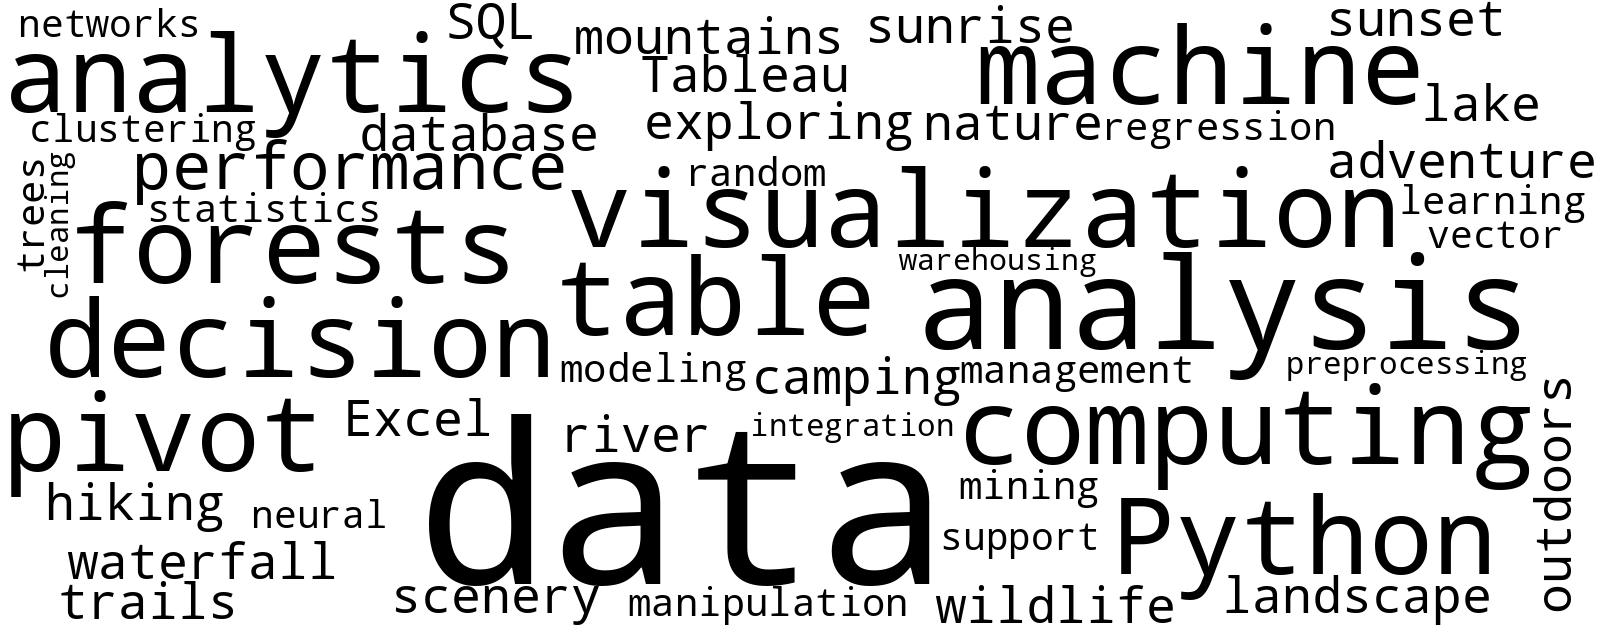 networks
SQL
mountains
sunrise
sunset
analytics
Tableau
machine
lake
clustering
database
exploring
nature
regression
performance
random
adventure
trees
cleaning
statistics
visualization
learning
forests
vector
warehousing
table
analysis
decision
modeling
camping
management
preprocessing
pivot
Excel
river
integration
computing
outdoors
data
hiking
neural
mining
support
Python
waterfall
trails
scenery
manipulation
wildlife
landscape